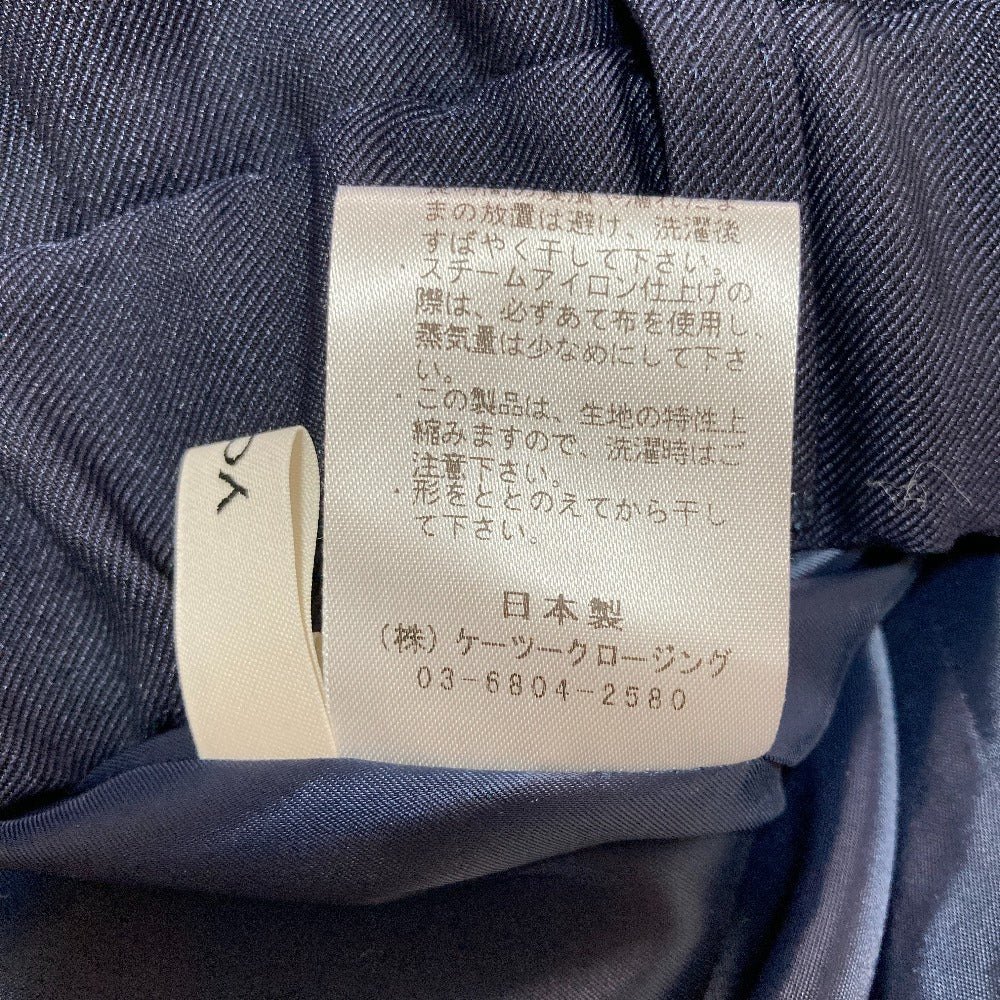 まの放置は避け、洗濯後
すばやく干して下さい。
・スチームアイロン仕上げの
際は、必ずあて布を使用し、
蒸気量は少なめにして下さ
い。
・この製品は、生地の特性上
縮みますので、洗濯時はご
注意下さい。
・形をととのえてから干し
て下さい。
日本製
(株)ケーツークロージング
03-6804-2580